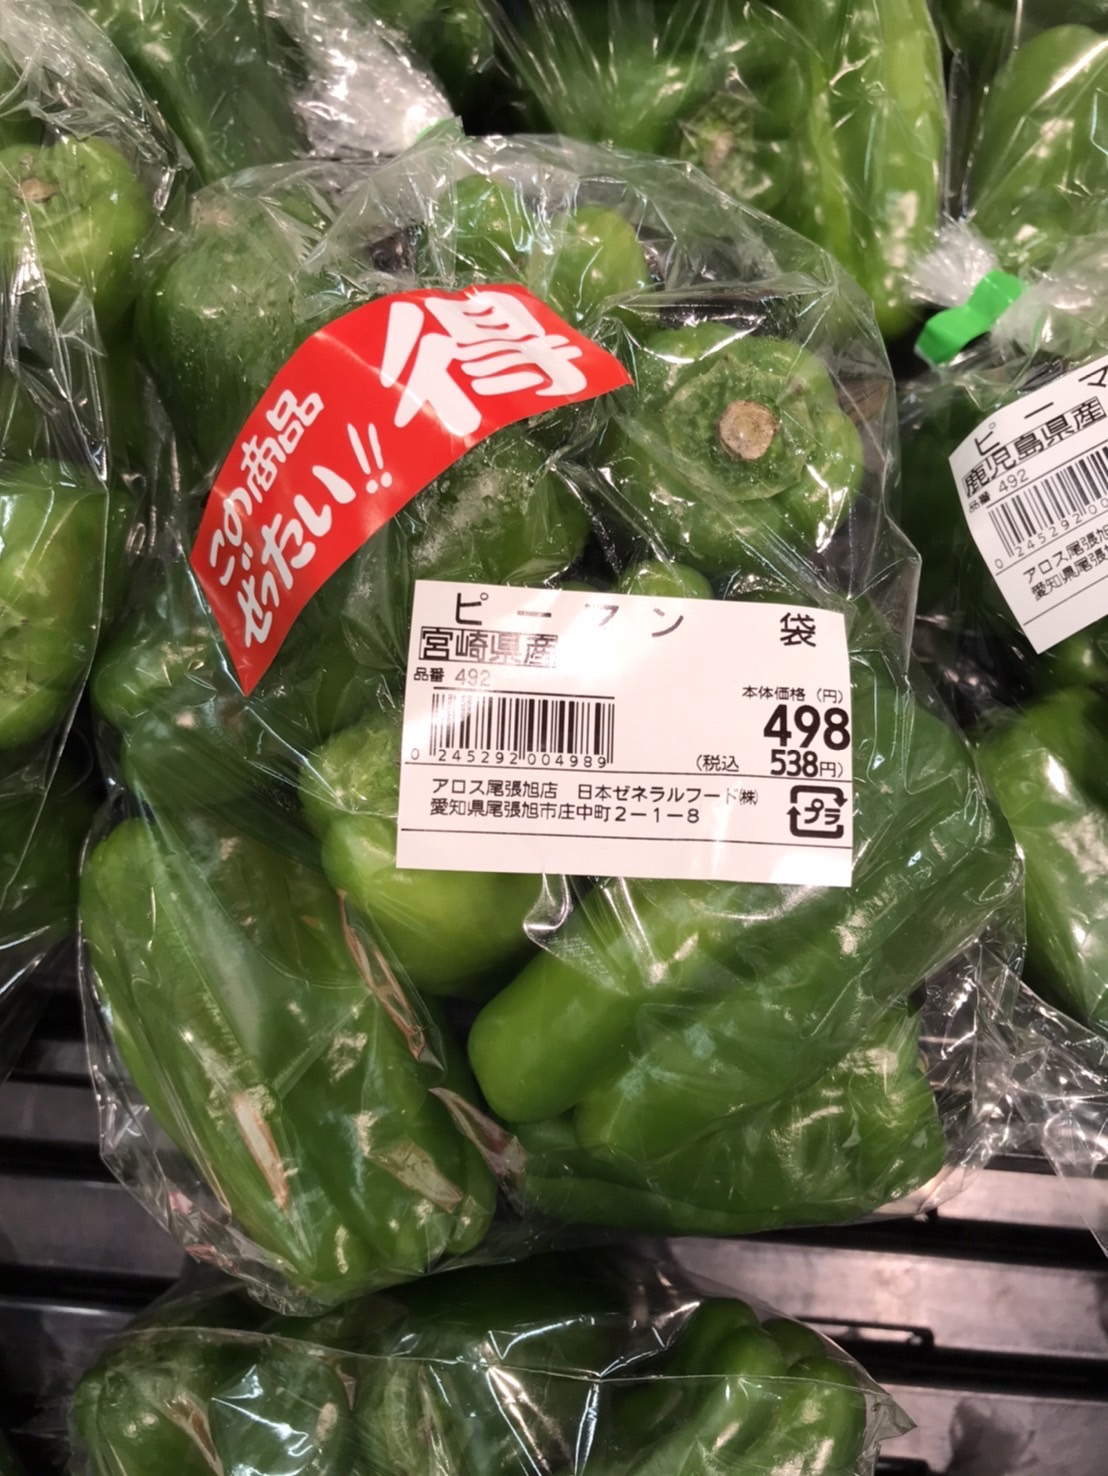 この商品
ぜったい!!
得
ピーマン 袋
宮崎県産
品番 492
本体価格(円)
498
(税込 538円)
0 245292 004989
アロス尾張旭店 日本ゼネラルフード㈱
愛知県尾張旭市庄中町2-1-8
プラ
ピーマ
鹿児島県産
品番 492
0 245292 00
アロス尾張旭
愛知県尾張